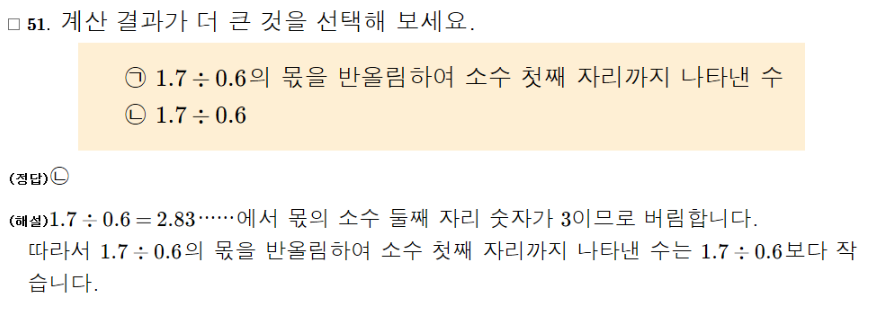 □ 51. 계산 결과가 더 큰 것을 선택해 보세요.
㉠ 1.7 ÷ 0.6의 몫을 반올림하여 소수 첫째 자리까지 나타낸 수
㉡ 1.7 ÷ 0.6
(정답)㉡
(해설)1.7 ÷ 0.6 = 2.83⋯⋯에서 몫의 소수 둘째 자리 숫자가 3이므로 버림합니다.
따라서 1.7 ÷ 0.6의 몫을 반올림하여 소수 첫째 자리까지 나타낸 수는 1.7 ÷ 0.6보다 작
습니다.